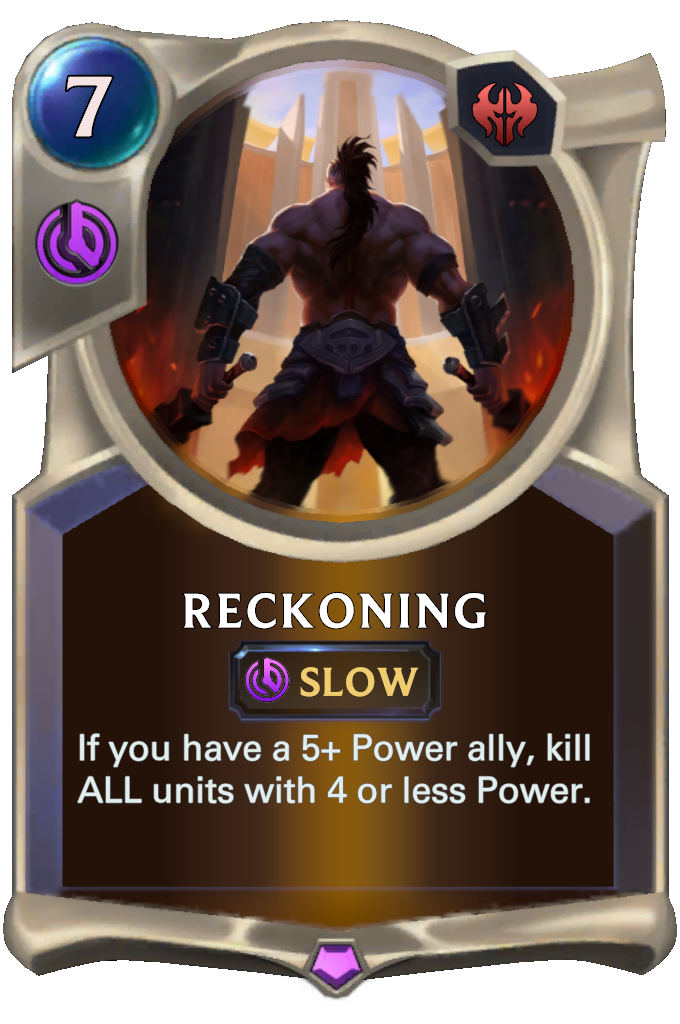 7
RECKONING
SLOW
If you have a 5+ Power ally, kill
ALL units with 4 or less Power.